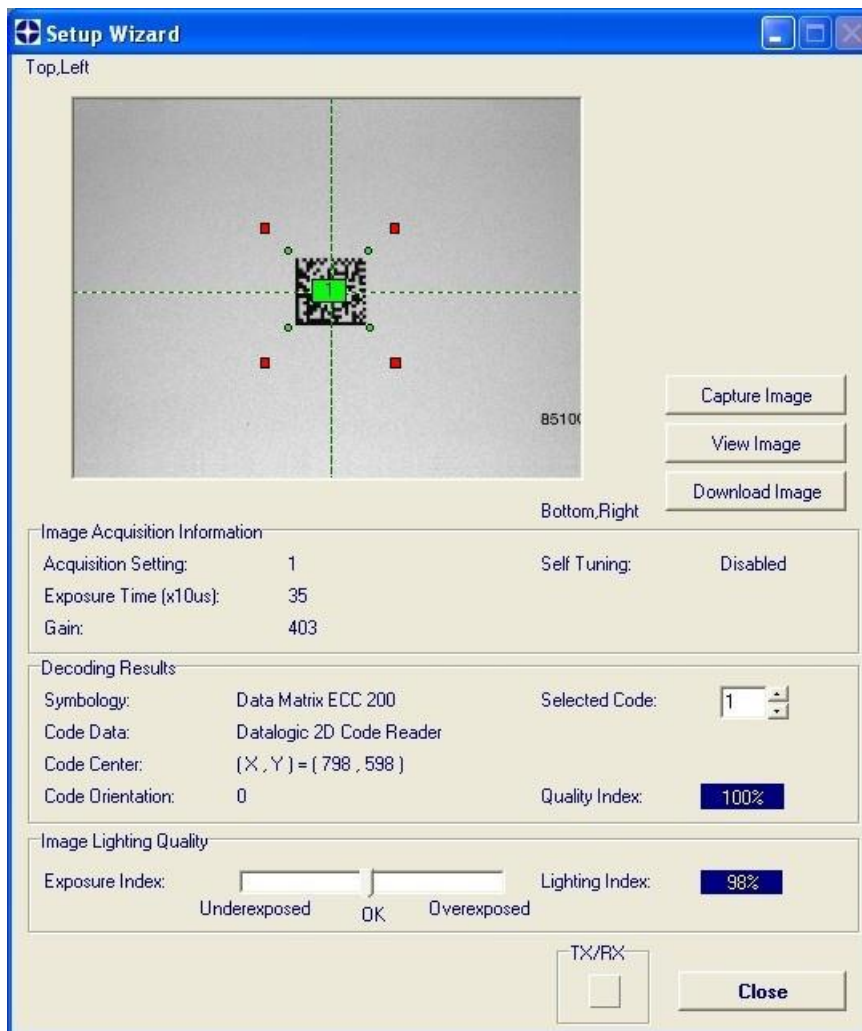 Setup Wizard
Top,Left
1
8510
Capture Image
View Image
Download Image
Bottom,Right
Image Acquisition Information
Acquisition Setting: 1 Self Tuning: Disabled
Exposure Time (x10us): 35
Gain: 403
Decoding Results
Symbology: Data Matrix ECC 200 Selected Code: 1
Code Data: Datalogic 2D Code Reader
Code Center: ( X , Y ) = ( 798 , 598 )
Code Orientation: 0 Quality Index: 100%
Image Lighting Quality
Exposure Index: Lighting Index: 98%
Underexposed OK Overexposed
TX/RX
Close